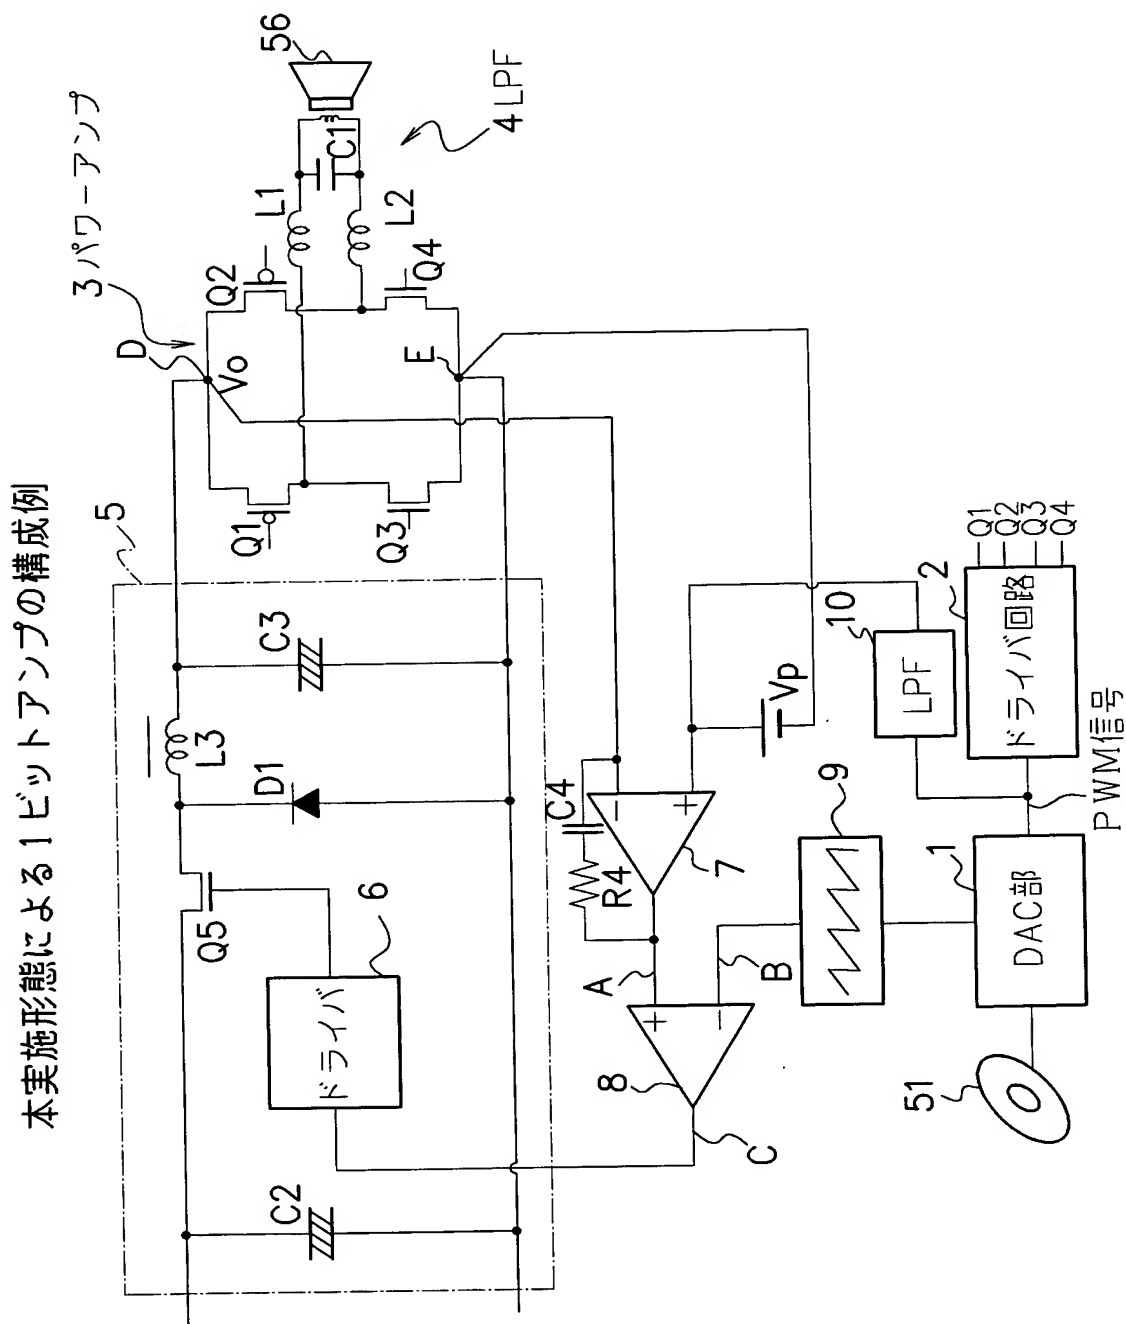 本実施形態による1ビットアンプの構成例
5
3パワーアンプ
D
Vo
Q1
Q2
Q3
Q4
E
L1
L2
C1
56
4LPF
C2
Q5
D1
L3
C3
ドライバ
6
C4
R4
A
B
C
7
8
9
Vp
10
LPF
51
DAC部
1
PWM信号
ドライバ回路
2
Q1
Q2
Q3
Q4